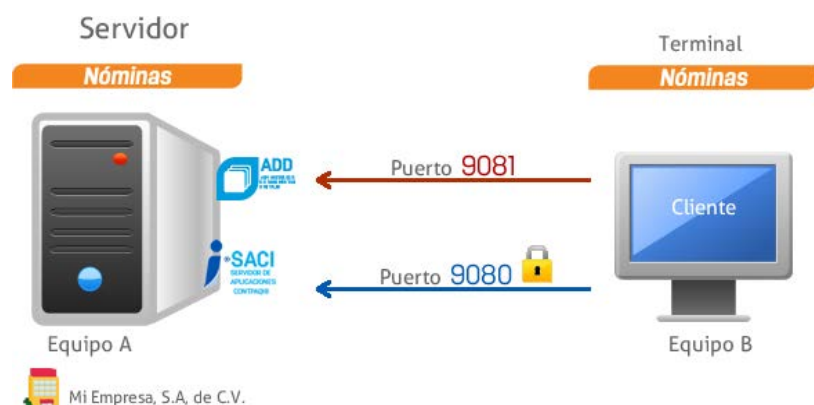 Servidor
Nóminas
Terminal
Nóminas
ADD
Puerto 9081
Cliente
SACI
SERVIDOR DE
APLICACIONES
CONTPAQi®
Puerto 9080
Equipo A
Equipo B
Mi Empresa, S.A, de C.V.